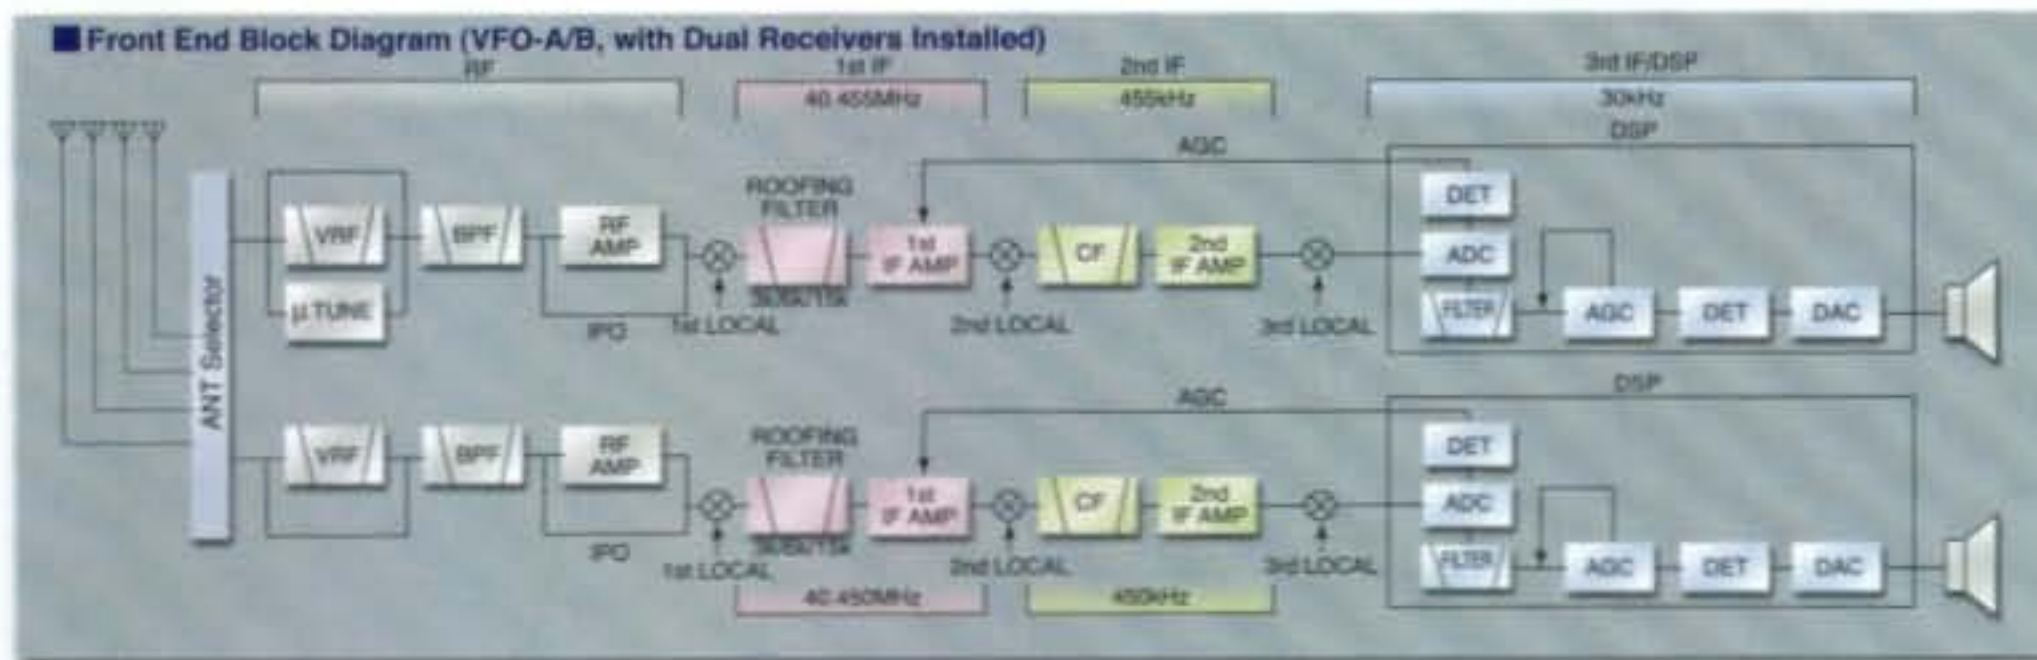 Front End Block Diagram (VFO-A/B, with Dual Receivers Installed)
RF
1st IF
2nd IF
3rd IF/DSP
40.455MHz
455kHz
30kHz
DSP
AGC
ROOFING
FILTER
DET
VRF
BPF
RF
AMP
1st
IF AMP
CF
2nd
IF AMP
ADC
μTUNE
FILTER
AGC
DET
DAC
IPO
1st LOCAL
2nd LOCAL
3rd LOCAL
ANT Selector
DSP
AGC
ROOFING
FILTER
DET
VRF
BPF
RF
AMP
1st
IF AMP
CF
2nd
IF AMP
ADC
FILTER
AGC
DET
DAC
IPO
1st LOCAL
2nd LOCAL
3rd LOCAL
40.450MHz
450kHz